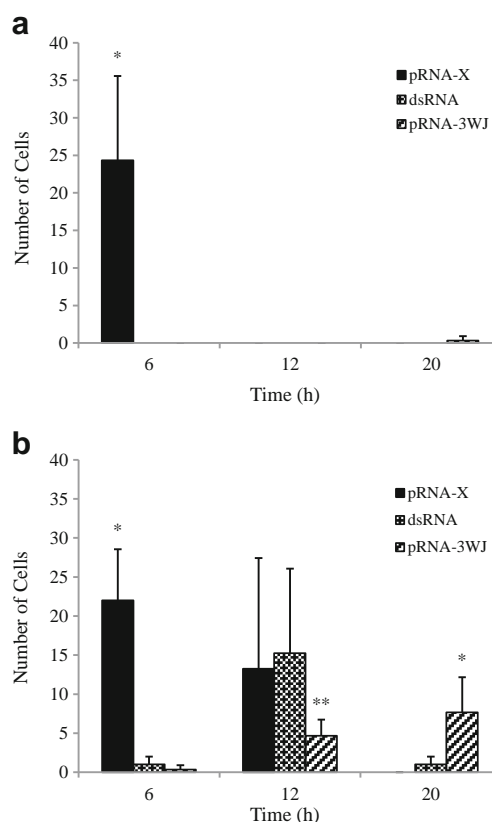 a
40
35
30
25
20
15
10
5
0
Number of Cells
*
pRNA-X
dsRNA
pRNA-3WJ
6 12 20
Time (h)
b
40
35
30
25
20
15
10
5
0
Number of Cells
pRNA-X
dsRNA
pRNA-3WJ
*
**
*
6 12 20
Time (h)